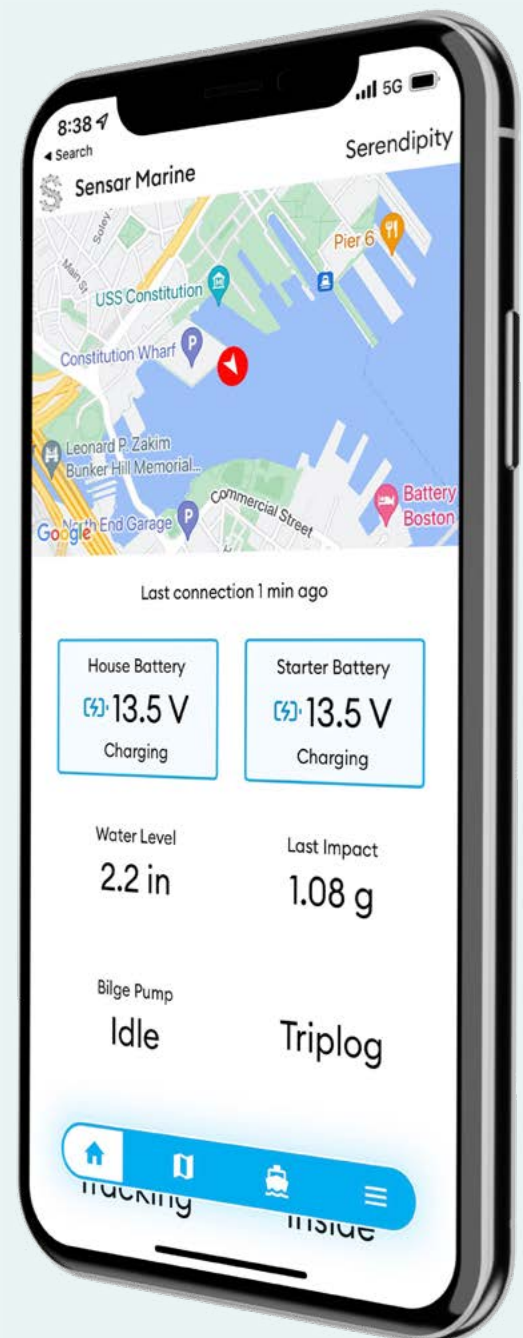 8:38
5G
Search
Sensar Marine
Serendipity
Soley
Main St
Pier 6
USS Constitution
Constitution Wharf
P
Leonard P. Zakim
Bunker Hill Memorial...
Commercial Street
North End Garage
P
Battery
Boston
Google
Last connection 1 min ago
House Battery
13.5 V
Charging
Starter Battery
13.5 V
Charging
Water Level
2.2 in
Last Impact
1.08 g
Bilge Pump
Idle
Triplog
Tracking
Inside